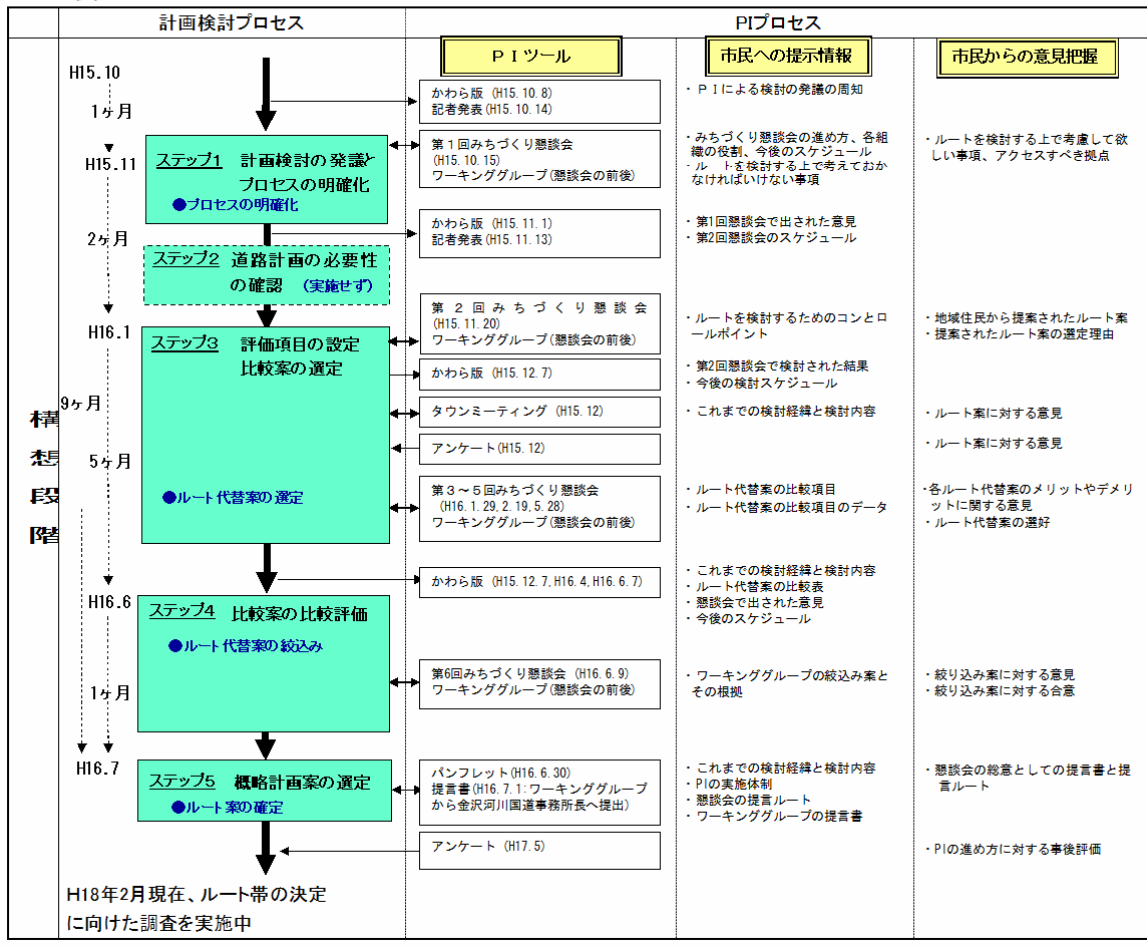 計画検討プロセス
PIプロセス
ＰＩツール
市民への提示情報
市民からの意見把握
構想段階
H15.10
1ヶ月
H15.11
2ヶ月
H16.1
9ヶ月
5ヶ月
H16.6
1ヶ月
H16.7
かわら版 (H15.10.8)
記者発表(H15.10.14)
・ＰＩによる検討の発議の周知
ステップ1 計画検討の発議と
プロセスの明確化
●プロセスの明確化
第１回みちづくり懇談会
(H15.10.15)
ワーキンググループ(懇談会の前後)
・みちづくり懇談会の進め方、各組
織の役割、今後のスケジュール
・ルートを検討する上で考えておか
なければいけない事項
・ルートを検討する上で考慮して欲
しい事項、アクセスすべき拠点
かわら版 (H15.11.1)
記者発表(H15.11.13)
・第1回懇談会で出された意見
・第2回懇談会のスケジュール
ステップ2 道路計画の必要性
の確認 (実施せず)
第２回みちづくり懇談会
(H15.11.20)
ワーキンググループ(懇談会の前後)
・ルートを検討するためのコンとロ
ールポイント
・地域住民から提案されたルート案
・提案されたルート案の選定理由
ステップ3 評価項目の設定
比較案の選定
かわら版 (H15.12.7)
・第2回懇談会で検討された結果
・今後の検討スケジュール
タウンミーティング (H15.12)
・これまでの検討経緯と検討内容
・ルート案に対する意見
アンケート(H15.12)
・ルート案に対する意見
●ルート代替案の選定
第３～５回みちづくり懇談会
(H16.1.29, 2.19, 5.28)
ワーキンググループ(懇談会の前後)
・ルート代替案の比較項目
・ルート代替案の比較項目のデータ
・各ルート代替案のメリットやデメリ
ットに関する意見
・ルート代替案の選好
かわら版 (H15.12.7, H16.4, H16.6.7)
・これまでの検討経緯と検討内容
・ルート代替案の比較表
・懇談会で出された意見
・今後のスケジュール
ステップ4 比較案の比較評価
●ルート代替案の絞込み
第6回みちづくり懇談会 (H16.6.9)
ワーキンググループ(懇談会の前後)
・ワーキンググループの絞込み案と
その根拠
・絞り込み案に対する意見
・絞り込み案に対する合意
ステップ5 概略計画案の選定
●ルート案の確定
パンフレット(H16.6.30)
提言書(H16.7.1：ワーキンググループ
から金沢河川国道事務所長へ提出)
・これまでの検討経緯と検討内容
・PIの実施体制
・懇談会の提言ルート
・ワーキンググループの提言書
・懇談会の総意としての提言書と提
言ルート
アンケート (H17.5)
・PIの進め方に対する事後評価
H18年2月現在、ルート帯の決定
に向けた調査を実施中